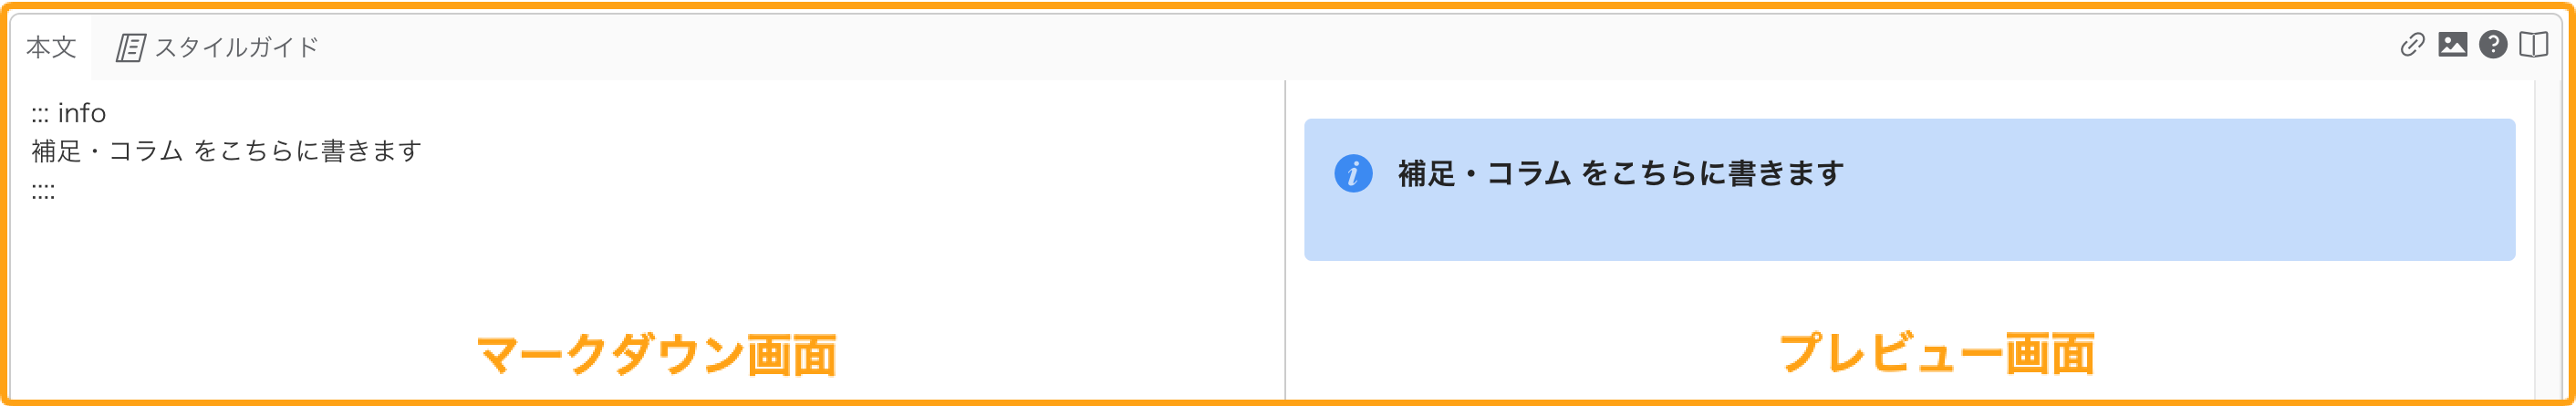 本文 スタイルガイド
::: info
補足・コラム をこちらに書きます
::::
補足・コラム をこちらに書きます
マークダウン画面
プレビュー画面